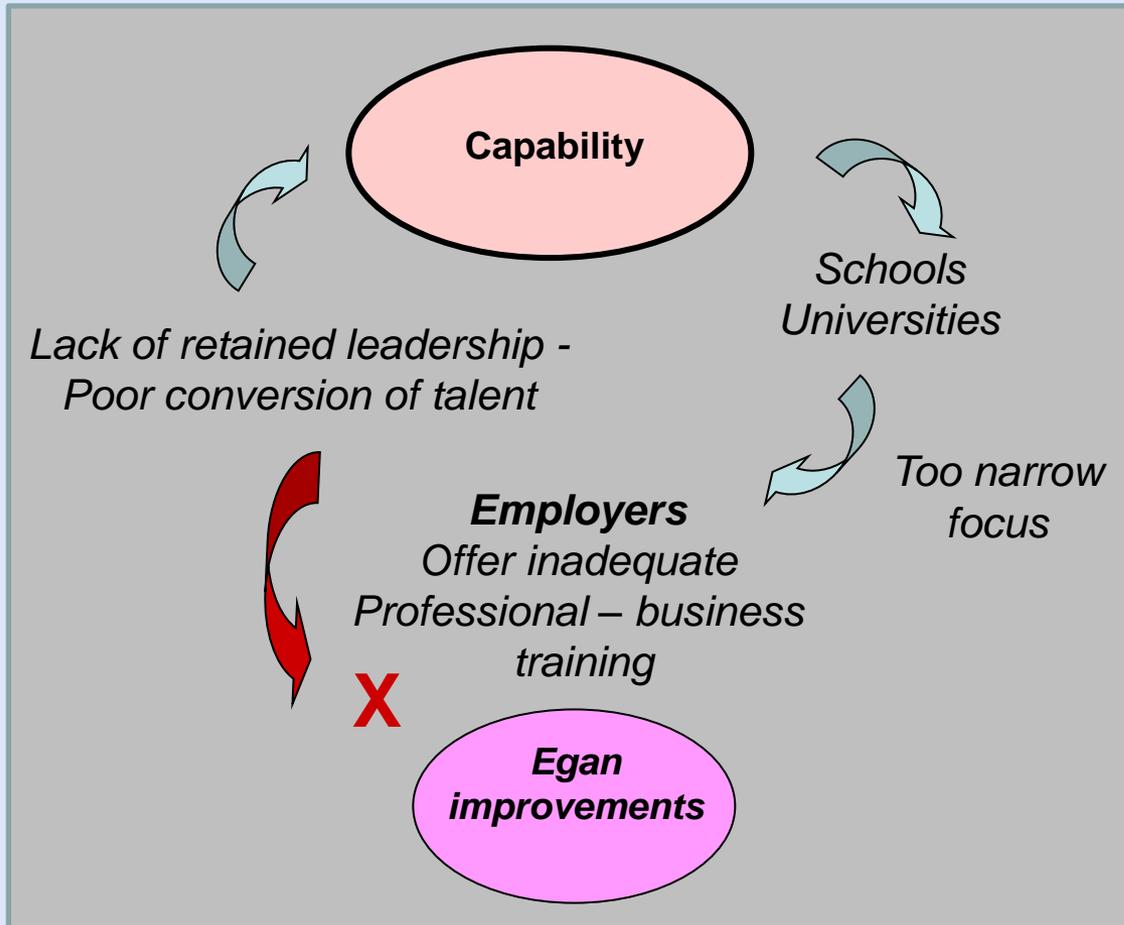 Capability
Schools
Universities
Lack of retained leadership -
Poor conversion of talent
Too narrow
focus
Employers
Offer inadequate
Professional – business
training
X
Egan
improvements